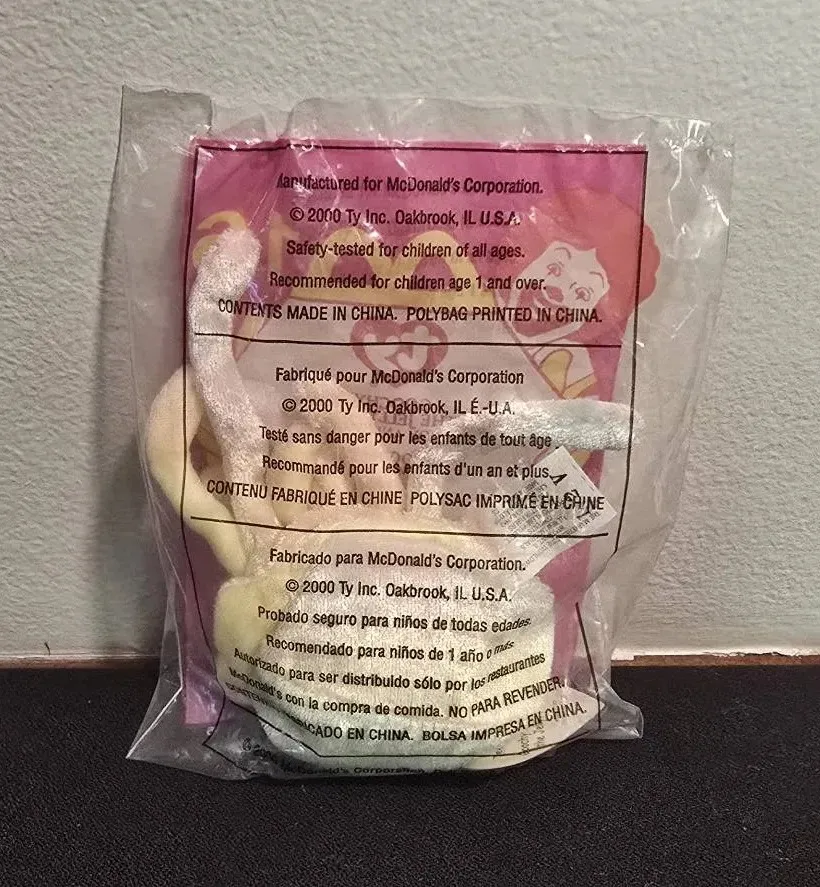 Manufactured for McDonald's Corporation.
© 2000 Ty Inc. Oakbrook, IL U.S.A.
Safety-tested for children of all ages.
Recommended for children age 1 and over.
CONTENTS MADE IN CHINA. POLYBAG PRINTED IN CHINA.
Fabriqué pour McDonald's Corporation
© 2000 Ty Inc. Oakbrook, IL É.-U.A.
Testé sans danger pour les enfants de tout âge
Recommandé pour les enfants d'un an et plus.
CONTENU FABRIQUÉ EN CHINE POLYSAC IMPRIMÉ EN CHINE
Fabricado para McDonald's Corporation.
© 2000 Ty Inc. Oakbrook, IL U.S.A.
Probado seguro para niños de todas edades.
Recomendado para niños de 1 año o más.
Autorizado para ser distribuido sólo por los restaurantes
McDonald's con la compra de comida. NO PARA REVENDER.
CONTENIDO FABRICADO EN CHINA. BOLSA IMPRESA EN CHINA.
© McDonald's Corporation